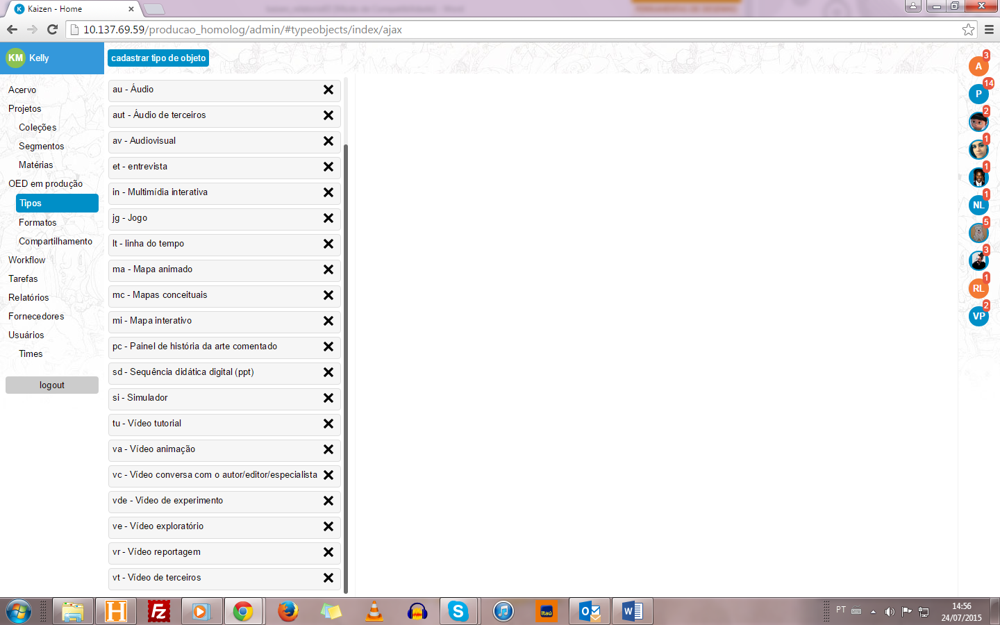 Kaizen - Home
10.137.69.59/producao_homolog/admin/#typeobjects/index/ajax
KM Kelly
cadastrar tipo de objeto
Acervo
Projetos
Coleções
Segmentos
Matérias
OED em produção
Tipos
Formatos
Compartilhamento
Workflow
Tarefas
Relatórios
Fornecedores
Usuários
Times
logout
au - Áudio
aut - Áudio de terceiros
av - Audiovisual
et - entrevista
in - Multimídia interativa
jg - Jogo
lt - linha do tempo
ma - Mapa animado
mc - Mapas conceituais
mi - Mapa interativo
pc - Painel de história da arte comentado
sd - Sequência didática digital (ppt)
si - Simulador
tu - Vídeo tutorial
va - Vídeo animação
vc - Vídeo conversa com o autor/editor/especialista
vde - Vídeo de experimento
ve - Vídeo exploratório
vr - Vídeo reportagem
vt - Vídeo de terceiros
A 3
P 14
2
1
1
NL 1
5
3
RL 1
VP 2
Itaú
PT
14:56
24/07/2015